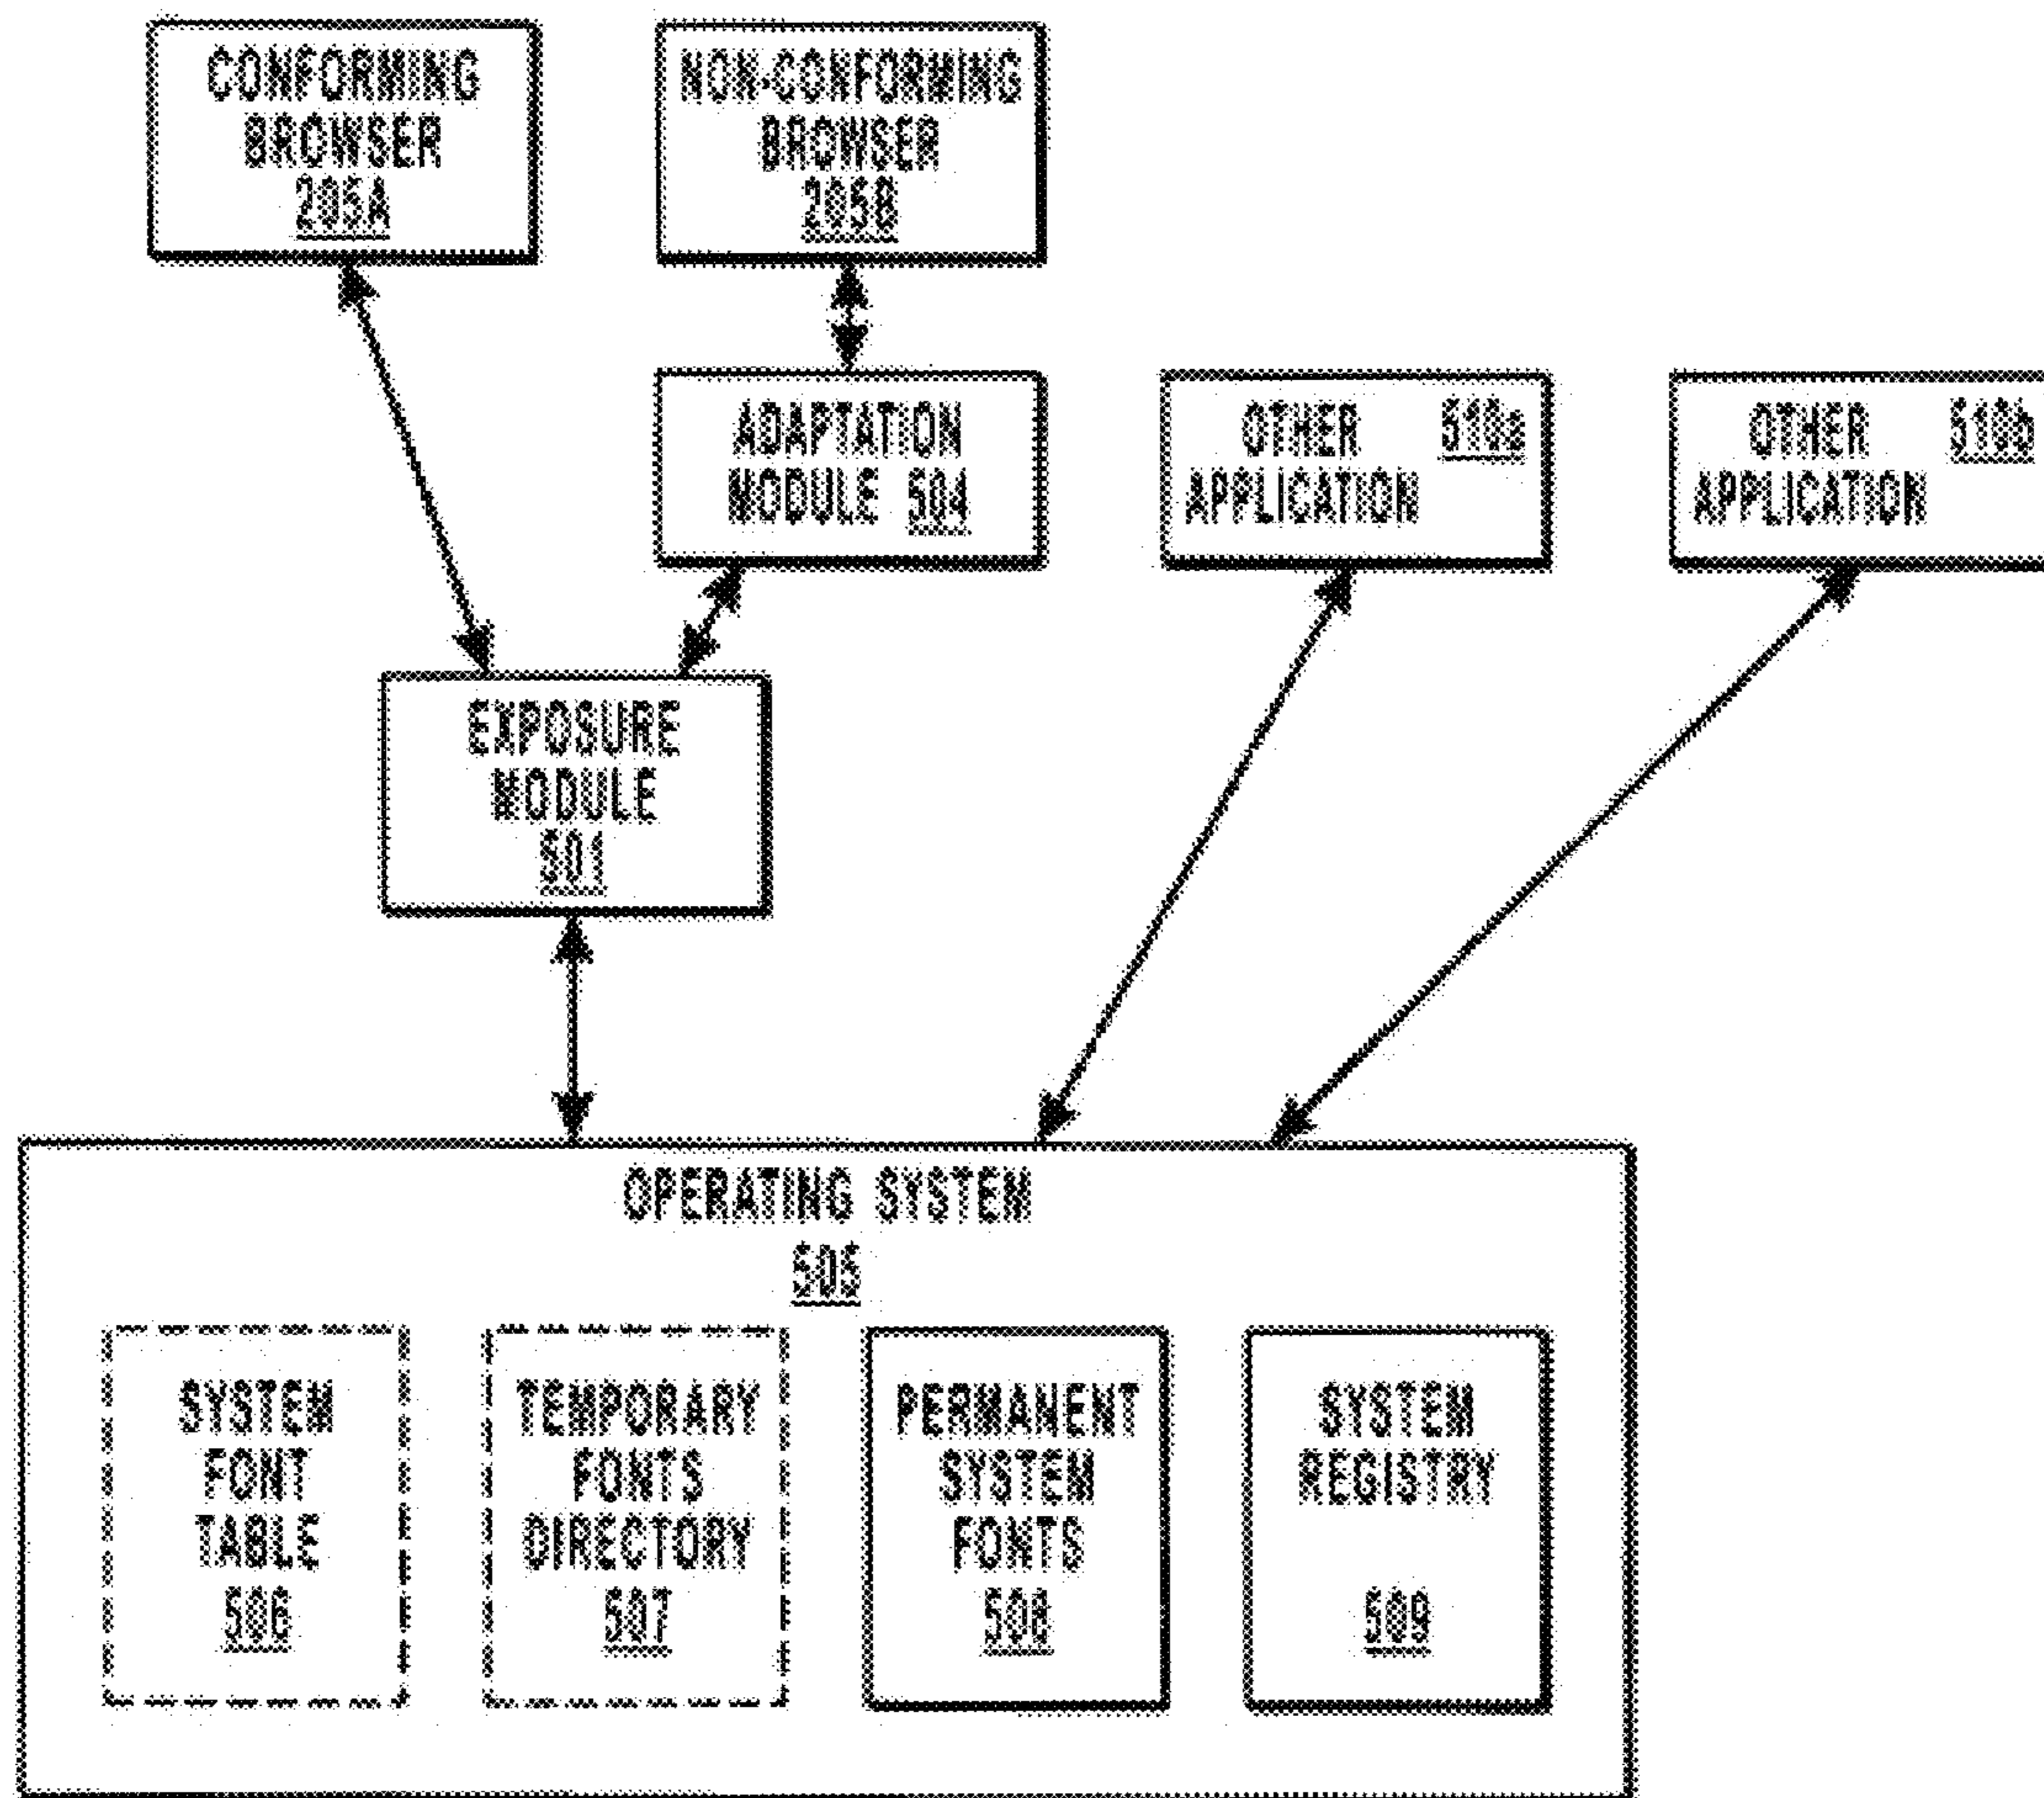 CONFORMING
BROWSER
205A
NON-CONFORMING
BROWSER
205B
ADAPTATION
MODULE 504
OTHER 510a
APPLICATION
OTHER 510b
APPLICATION
EXPOSURE
MODULE
501
OPERATING SYSTEM
505
SYSTEM
FONT
TABLE
506
TEMPORARY
FONTS
DIRECTORY
507
PERMANENT
SYSTEM
FONTS
508
SYSTEM
REGISTRY
509